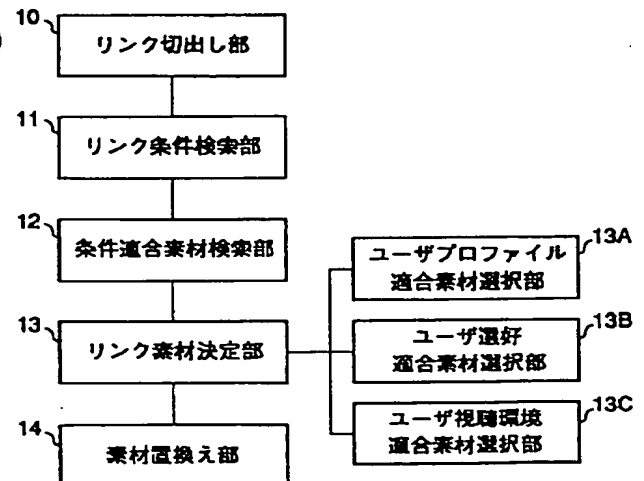 10
リンク切出し部
11
リンク条件検索部
12
条件適合素材検索部
13
リンク素材決定部
14
素材置換え部
13A
ユーザプロファイル
適合素材選択部
13B
ユーザ選好
適合素材選択部
13C
ユーザ視聴環境
適合素材選択部